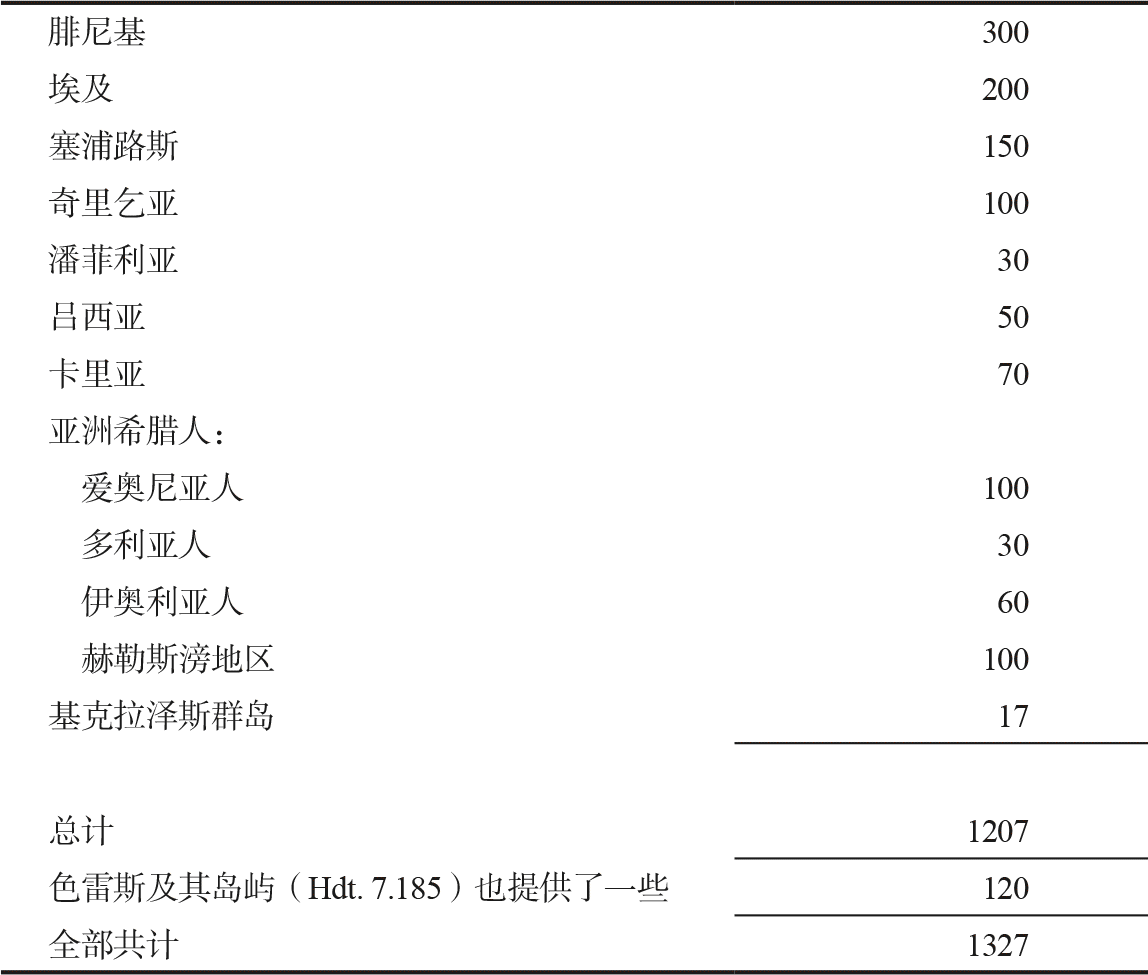 腓尼基 300
埃及 200
塞浦路斯 150
奇里乞亚 100
潘菲利亚 30
吕西亚 50
卡里亚 70
亚洲希腊人：
爱奥尼亚人 100
多利亚人 30
伊奥利亚人 60
赫勒斯滂地区 100
基克拉泽斯群岛 17
总计 1207
色雷斯及其岛屿（Hdt. 7.185）也提供了一些 120
全部共计 1327